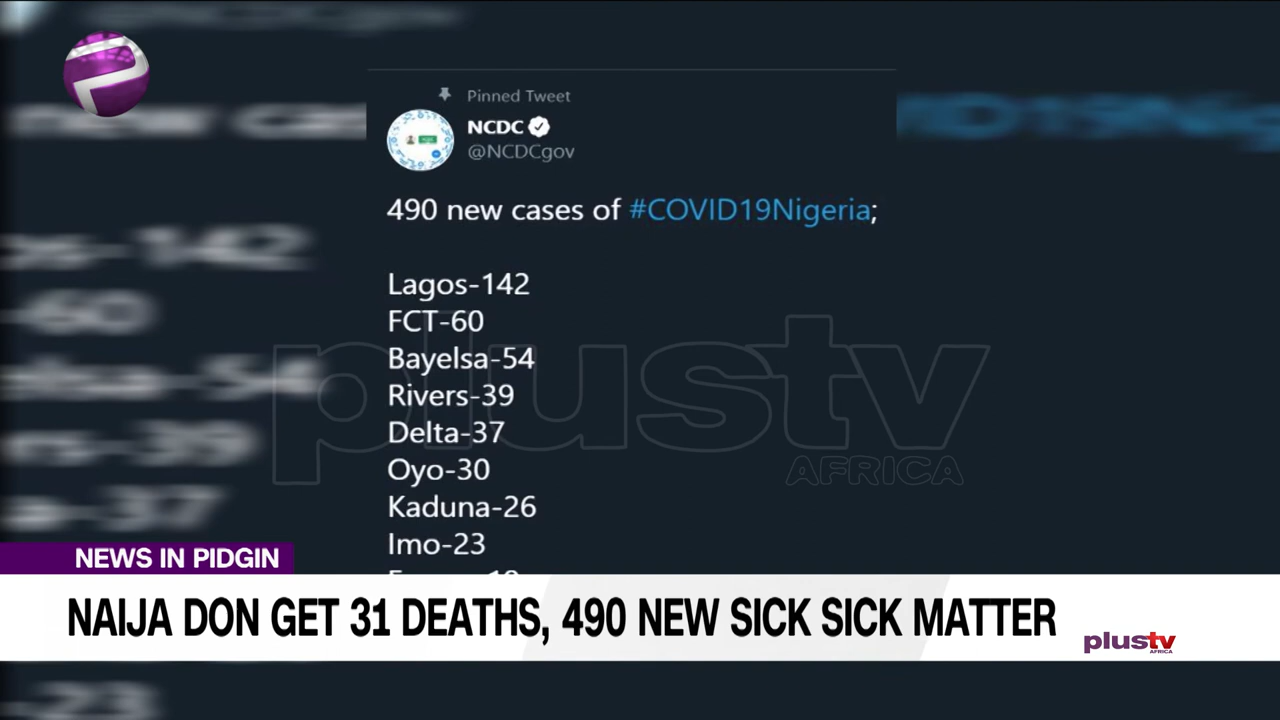 Pinned Tweet
NCDC
@NCDCgov
490 new cases of #COVID19Nigeria;
Lagos-142
FCT-60
Bayelsa-54
Rivers-39
Delta-37
Oyo-30
Kaduna-26
Imo-23
plustv
AFRICA
NEWS IN PIDGIN
NAIJA DON GET 31 DEATHS, 490 NEW SICK SICK MATTER
plustv
AFRICA